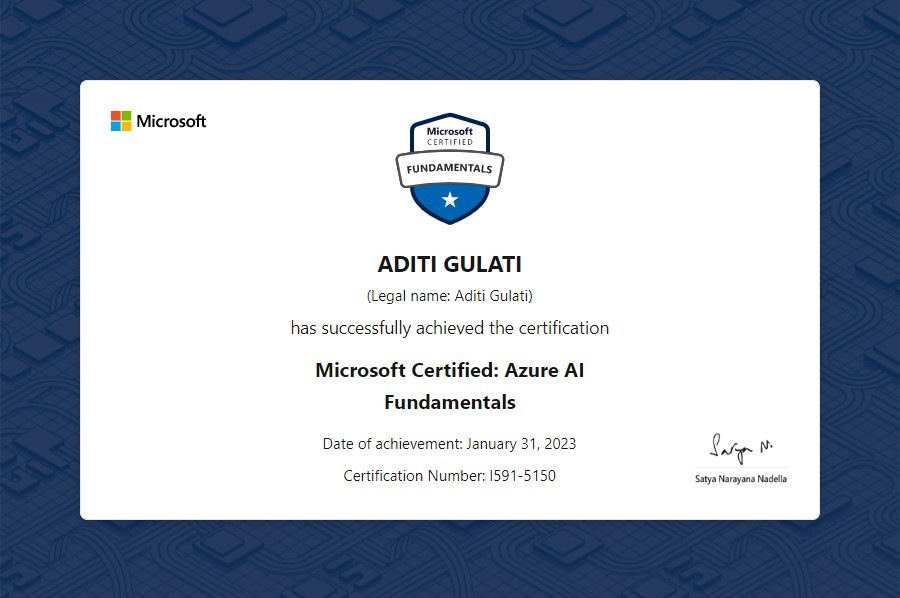 Microsoft
Microsoft
CERTIFIED
FUNDAMENTALS
ADITI GULATI
(Legal name: Aditi Gulati)
has successfully achieved the certification
Microsoft Certified: Azure AI
Fundamentals
Date of achievement: January 31, 2023
Certification Number: I591-5150
Satya N.
Satya Narayana Nadella